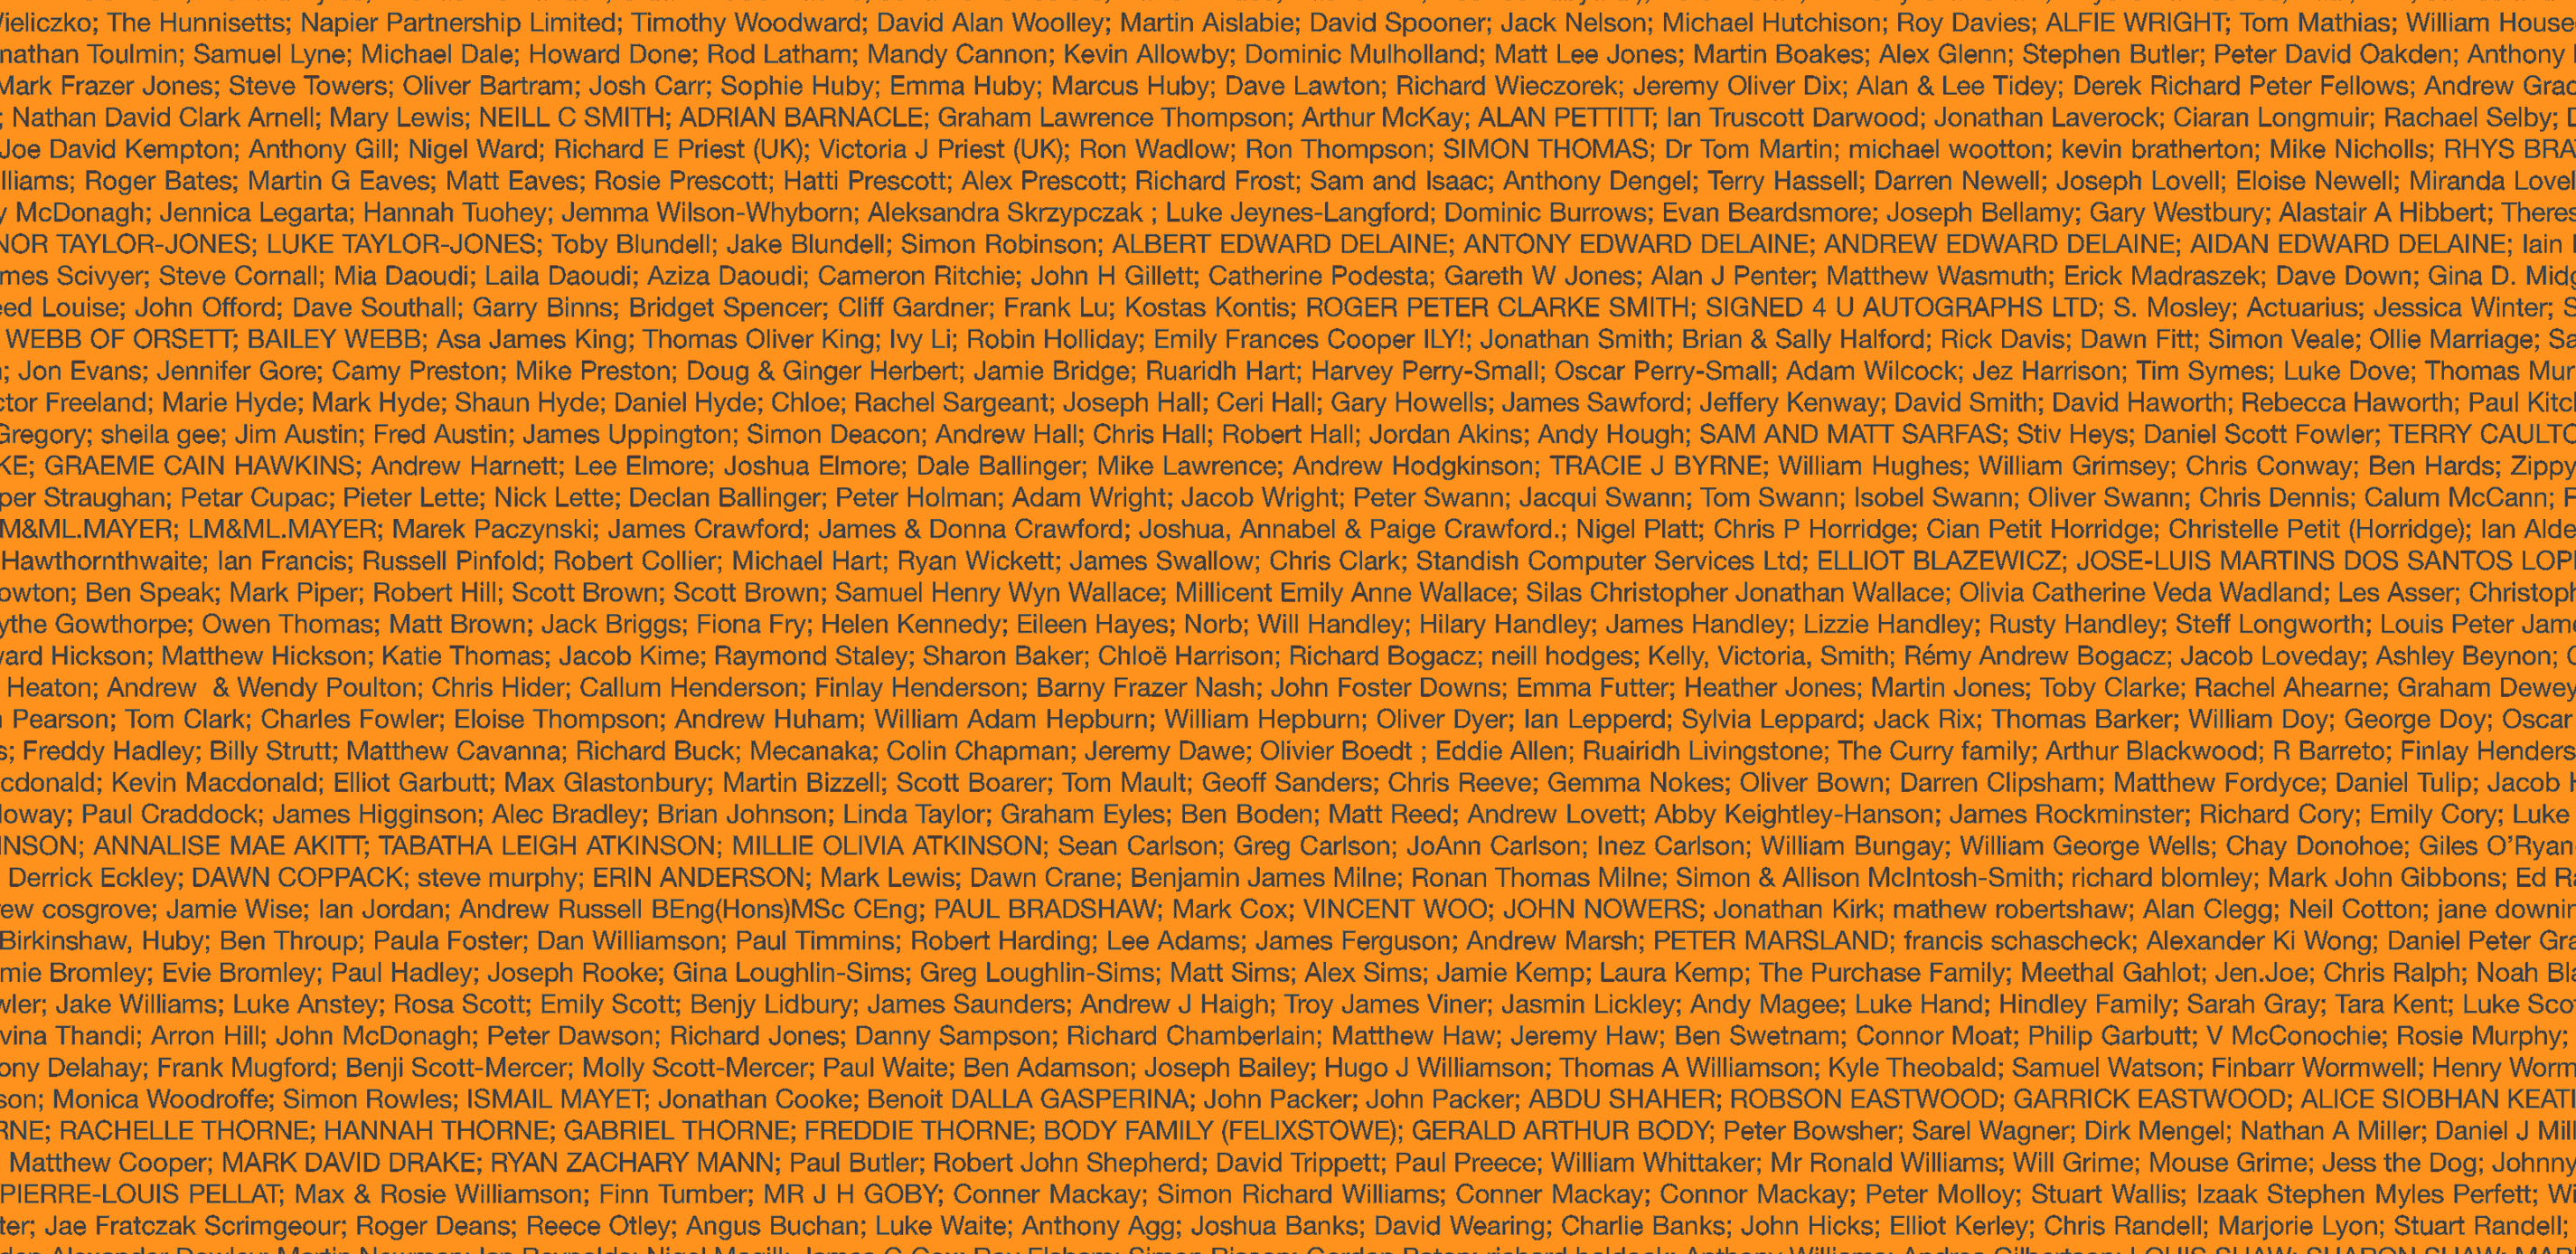 The Hunnisetts; Napier Partnership Limited; Timothy Woodward; David Alan Woolley; Martin Aislabie; David Spooner; Jack Nelson; Michael Hutchison; Roy Davies; ALFIE WRIGHT; Tom Mathias; William House
nathan Toulmin; Samuel Lyne; Michael Dale; Howard Done; Rod Latham; Mandy Cannon; Kevin Allowby; Dominic Mulholland; Matt Lee Jones; Martin Boakes; Alex Glenn; Stephen Butler; Peter David Oakden; Anthony
Mark Frazer Jones; Steve Towers; Oliver Bartram; Josh Carr; Sophie Huby; Emma Huby; Marcus Huby; Dave Lawton; Richard Wieczorek; Jeremy Oliver Dix; Alan & Lee Tidey; Derek Richard Peter Fellows; Andrew Grac
; Nathan David Clark Arnell; Mary Lewis; NEILL C SMITH; ADRIAN BARNACLE; Graham Lawrence Thompson; Arthur McKay; ALAN PETTITT; Ian Truscott Darwood; Jonathan Laverock; Ciaran Longmuir; Rachael Selby;
Joe David Kempton; Anthony Gill; Nigel Ward; Richard E Priest (UK); Victoria J Priest (UK); Ron Wadlow; Ron Thompson; SIMON THOMAS; Dr Tom Martin; michael wootton; kevin bratherton; Mike Nicholls; RHYS BRA
lliams; Roger Bates; Martin G Eaves; Matt Eaves; Rosie Prescott; Hatti Prescott; Alex Prescott; Richard Frost; Sam and Isaac; Anthony Dengel; Terry Hassell; Darren Newell; Joseph Lovell; Eloise Newell; Miranda Lovel
y McDonagh; Jennica Legarta; Hannah Tuohey; Jemma Wilson-Whyborn; Aleksandra Skrzypczak ; Luke Jeynes-Langford; Dominic Burrows; Evan Beardsmore; Joseph Bellamy; Gary Westbury; Alastair A Hibbert; Theres
NOR TAYLOR-JONES; LUKE TAYLOR-JONES; Toby Blundell; Jake Blundell; Simon Robinson; ALBERT EDWARD DELAINE; ANTONY EDWARD DELAINE; ANDREW EDWARD DELAINE; AIDAN EDWARD DELAINE; Iain
mes Scivyer; Steve Cornall; Mia Daoudi; Laila Daoudi; Aziza Daoudi; Cameron Ritchie; John H Gillett; Catherine Podesta; Gareth W Jones; Alan J Penter; Matthew Wasmuth; Erick Madraszek; Dave Down; Gina D. Midg
eed Louise; John Offord; Dave Southall; Garry Binns; Bridget Spencer; Cliff Gardner; Frank Lu; Kostas Kontis; ROGER PETER CLARKE SMITH; SIGNED 4 U AUTOGRAPHS LTD; S. Mosley; Actuarius; Jessica Winter; S
WEBB OF ORSETT; BAILEY WEBB; Asa James King; Thomas Oliver King; Ivy Li; Robin Holliday; Emily Frances Cooper ILY!; Jonathan Smith; Brian & Sally Halford; Rick Davis; Dawn Fitt; Simon Veale; Ollie Marriage; Sa
; Jon Evans; Jennifer Gore; Camy Preston; Mike Preston; Doug & Ginger Herbert; Jamie Bridge; Ruaridh Hart; Harvey Perry-Small; Oscar Perry-Small; Adam Wilcock; Jez Harrison; Tim Symes; Luke Dove; Thomas Mur
ctor Freeland; Marie Hyde; Mark Hyde; Shaun Hyde; Daniel Hyde; Chloe; Rachel Sargeant; Joseph Hall; Ceri Hall; Gary Howells; James Sawford; Jeffery Kenway; David Smith; David Haworth; Rebecca Haworth; Paul Kitc
Gregory; sheila gee; Jim Austin; Fred Austin; James Uppington; Simon Deacon; Andrew Hall; Chris Hall; Robert Hall; Jordan Akins; Andy Hough; SAM AND MATT SARFAS; Stiv Heys; Daniel Scott Fowler; TERRY CAULTO
KE; GRAEME CAIN HAWKINS; Andrew Harnett; Lee Elmore; Joshua Elmore; Dale Ballinger; Mike Lawrence; Andrew Hodgkinson; TRACIE J BYRNE; William Hughes; William Grimsey; Chris Conway; Ben Hards; Zippy
per Straughan; Petar Cupac; Pieter Lette; Nick Lette; Declan Ballinger; Peter Holman; Adam Wright; Jacob Wright; Peter Swann; Jacqui Swann; Tom Swann; Isobel Swann; Oliver Swann; Chris Dennis; Calum McCann;
M&ML.MAYER; LM&ML.MAYER; Marek Paczynski; James Crawford; James & Donna Crawford; Joshua, Annabel & Paige Crawford.; Nigel Platt; Chris P Horridge; Cian Petit Horridge; Christelle Petit (Horridge); Ian Alde
Hawthornthwaite; Ian Francis; Russell Pinfold; Robert Collier; Michael Hart; Ryan Wickett; James Swallow; Chris Clark; Standish Computer Services Ltd; ELLIOT BLAZEWICZ; JOSE-LUIS MARTINS DOS SANTOS LOP
owton; Ben Speak; Mark Piper; Robert Hill; Scott Brown; Scott Brown; Samuel Henry Wyn Wallace; Millicent Emily Anne Wallace; Silas Christopher Jonathan Wallace; Olivia Catherine Veda Wadland; Les Asser; Christoph
ythe Gowthorpe; Owen Thomas; Matt Brown; Jack Briggs; Fiona Fry; Helen Kennedy; Eileen Hayes; Norb; Will Handley; Hilary Handley; James Handley; Lizzie Handley; Rusty Handley; Steff Longworth; Louis Peter Jame
ward Hickson; Matthew Hickson; Katie Thomas; Jacob Kime; Raymond Staley; Sharon Baker; Chloë Harrison; Richard Bogacz; neill hodges; Kelly, Victoria, Smith; Rémy Andrew Bogacz; Jacob Loveday; Ashley Beynon;
Heaton; Andrew  & Wendy Poulton; Chris Hider; Callum Henderson; Finlay Henderson; Barny Frazer Nash; John Foster Downs; Emma Futter; Heather Jones; Martin Jones; Toby Clarke; Rachel Ahearne; Graham Dewey
Pearson; Tom Clark; Charles Fowler; Eloise Thompson; Andrew Huham; William Adam Hepburn; William Hepburn; Oliver Dyer; Ian Lepperd; Sylvia Leppard; Jack Rix; Thomas Barker; William Doy; George Doy; Oscar
s; Freddy Hadley; Billy Strutt; Matthew Cavanna; Richard Buck; Mecanaka; Colin Chapman; Jeremy Dawe; Olivier Boedt ; Eddie Allen; Ruairidh Livingstone; The Curry family; Arthur Blackwood; R Barreto; Finlay Henders
cdonald; Kevin Macdonald; Elliot Garbutt; Max Glastonbury; Martin Bizzell; Scott Boarer; Tom Mault; Geoff Sanders; Chris Reeve; Gemma Nokes; Oliver Bown; Darren Clipsham; Matthew Fordyce; Daniel Tulip; Jacob
loway; Paul Craddock; James Higginson; Alec Bradley; Brian Johnson; Linda Taylor; Graham Eyles; Ben Boden; Matt Reed; Andrew Lovett; Abby Keightley-Hanson; James Rockminster; Richard Cory; Emily Cory; Luke
INSON; ANNALISE MAE AKITT; TABATHA LEIGH ATKINSON; MILLIE OLIVIA ATKINSON; Sean Carlson; Greg Carlson; JoAnn Carlson; Inez Carlson; William Bungay; William George Wells; Chay Donohoe; Giles O'Ryan
Derrick Eckley; DAWN COPPACK; steve murphy; ERIN ANDERSON; Mark Lewis; Dawn Crane; Benjamin James Milne; Ronan Thomas Milne; Simon & Allison McIntosh-Smith; richard blomley; Mark John Gibbons; Ed Ra
ew cosgrove; Jamie Wise; Ian Jordan; Andrew Russell BEng(Hons)MSc CEng; PAUL BRADSHAW; Mark Cox; VINCENT WOO; JOHN NOWERS; Jonathan Kirk; mathew robertshaw; Alan Clegg; Neil Cotton; jane downin
Birkinshaw, Huby; Ben Throup; Paula Foster; Dan Williamson; Paul Timmins; Robert Harding; Lee Adams; James Ferguson; Andrew Marsh; PETER MARSLAND; francis schascheck; Alexander Ki Wong; Daniel Peter Gra
mie Bromley; Evie Bromley; Paul Hadley; Joseph Rooke; Gina Loughlin-Sims; Greg Loughlin-Sims; Matt Sims; Alex Sims; Jamie Kemp; Laura Kemp; The Purchase Family; Meethal Gahlot; Jen.Joe; Chris Ralph; Noah Bla
wler; Jake Williams; Luke Anstey; Rosa Scott; Emily Scott; Benjy Lidbury; James Saunders; Andrew J Haigh; Troy James Viner; Jasmin Lickley; Andy Magee; Luke Hand; Hindley Family; Sarah Gray; Tara Kent; Luke Sco
vina Thandi; Arron Hill; John McDonagh; Peter Dawson; Richard Jones; Danny Sampson; Richard Chamberlain; Matthew Haw; Jeremy Haw; Ben Swetnam; Connor Moat; Philip Garbutt; V McConochie; Rosie Murphy;
ony Delahay; Frank Mugford; Benji Scott-Mercer; Molly Scott-Mercer; Paul Waite; Ben Adamson; Joseph Bailey; Hugo J Williamson; Thomas A Williamson; Kyle Theobald; Samuel Watson; Finbarr Wormwell; Henry Worm
son; Monica Woodroffe; Simon Rowles; ISMAIL MAYET; Jonathan Cooke; Benoit DALLA GASPERINA; John Packer; John Packer; ABDU SHAHER; ROBSON EASTWOOD; GARRICK EASTWOOD; ALICE SIOBHAN KEATI
RNE; RACHELLE THORNE; HANNAH THORNE; GABRIEL THORNE; FREDDIE THORNE; BODY FAMILY (FELIXSTOWE); GERALD ARTHUR BODY; Peter Bowsher; Sarel Wagner; Dirk Mengel; Nathan A Miller; Daniel J Mill
Matthew Cooper; MARK DAVID DRAKE; RYAN ZACHARY MANN; Paul Butler; Robert John Shepherd; David Trippett; Paul Preece; William Whittaker; Mr Ronald Williams; Will Grime; Mouse Grime; Jess the Dog; Johnny
PIERRE-LOUIS PELLAT; Max & Rosie Williamson; Finn Tumber; MR J H GOBY; Conner Mackay; Simon Richard Williams; Conner Mackay; Connor Mackay; Peter Molloy; Stuart Wallis; Izaak Stephen Myles Perfett; Wi
ter; Jae Fratczak Scrimgeour; Roger Deans; Reece Otley; Angus Buchan; Luke Waite; Anthony Agg; Joshua Banks; David Wearing; Charlie Banks; John Hicks; Elliot Kerley; Chris Randell; Marjorie Lyon; Stuart Randell;